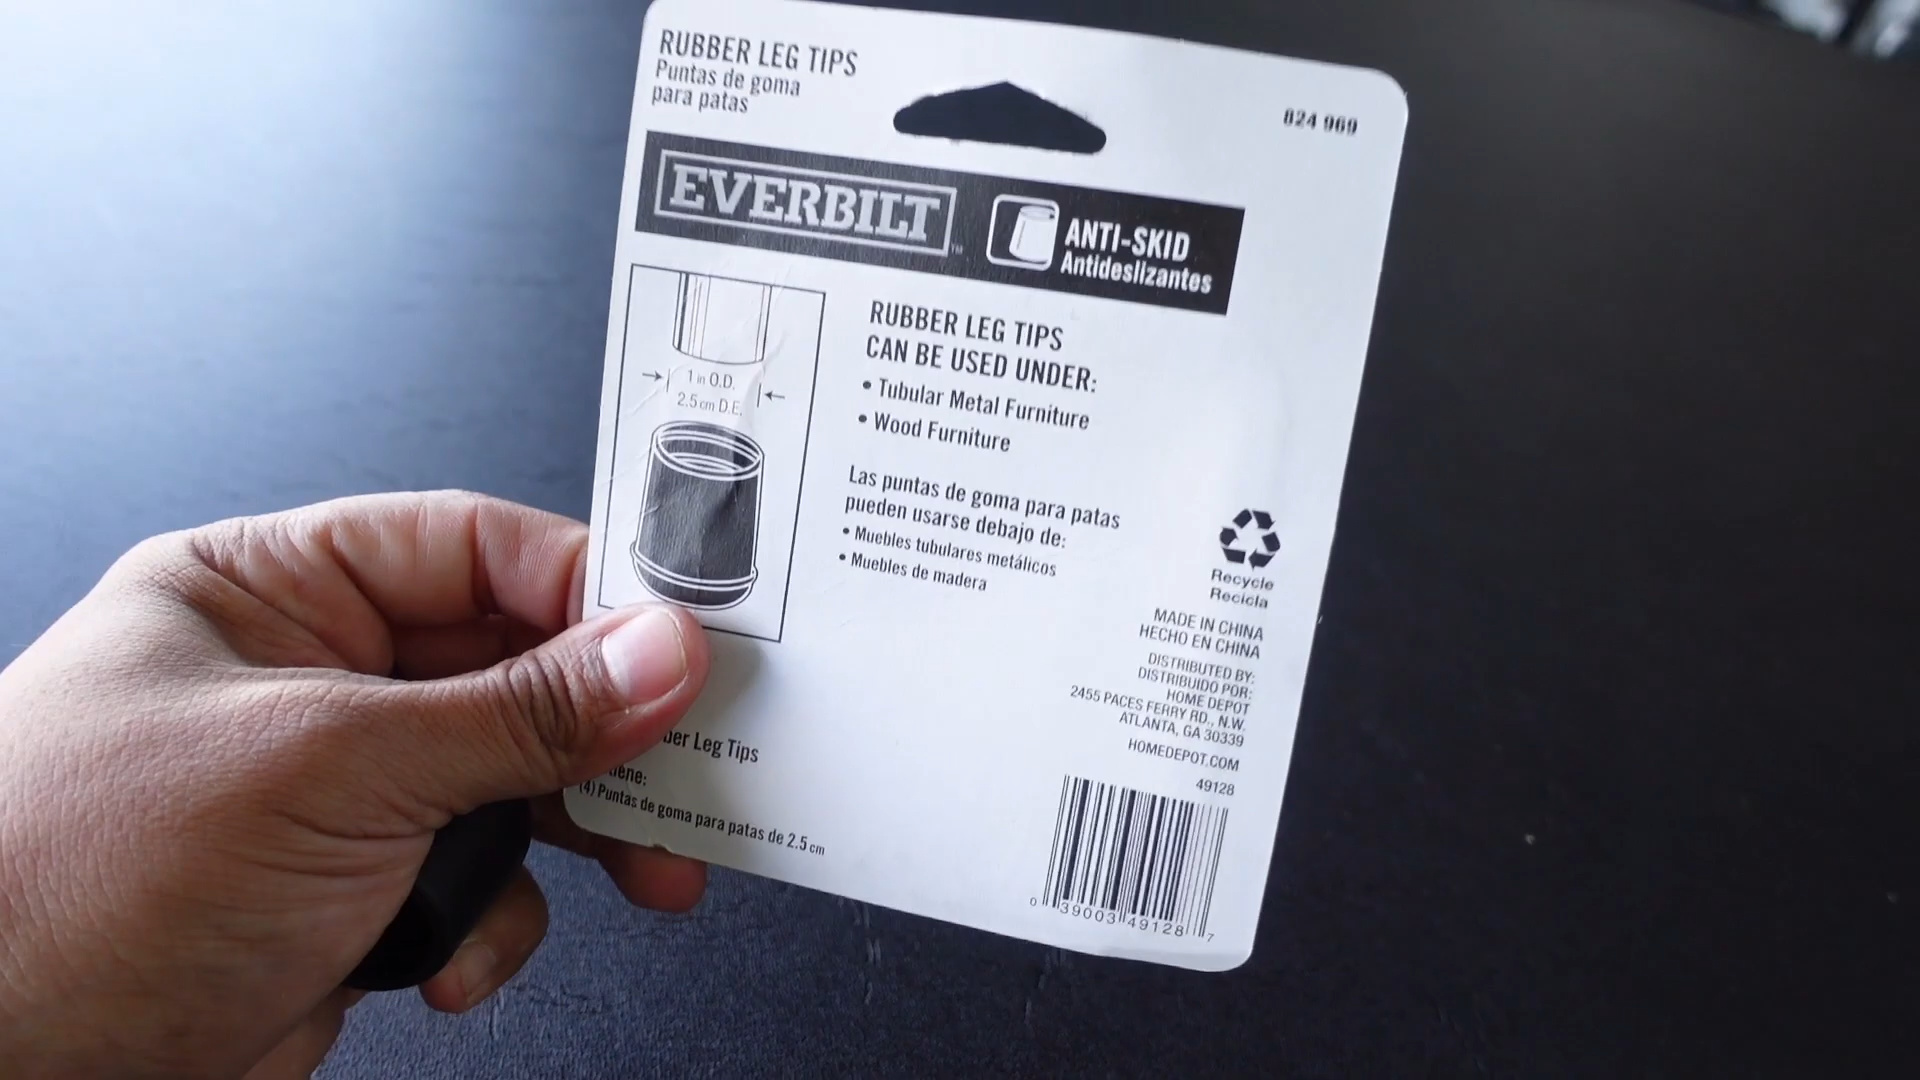 RUBBER LEG TIPS
Puntas de goma
para patas
824 969
EVERBILT™
ANTI-SKID
Antideslizantes
1 in O.D.
2.5 cm D.E.
RUBBER LEG TIPS
CAN BE USED UNDER:
• Tubular Metal Furniture
• Wood Furniture
Las puntas de goma para patas
pueden usarse debajo de:
• Muebles tubulares metálicos
• Muebles de madera
Recycle
Recicla
MADE IN CHINA
HECHO EN CHINA
DISTRIBUTED BY:
DISTRIBUIDO POR:
HOME DEPOT
2455 PACES FERRY RD., N.W.
ATLANTA, GA 30339
HOMEDEPOT.COM
49128
Leg Tips
(4) Puntas de goma para patas de 2.5 cm
0 39003 49128 7